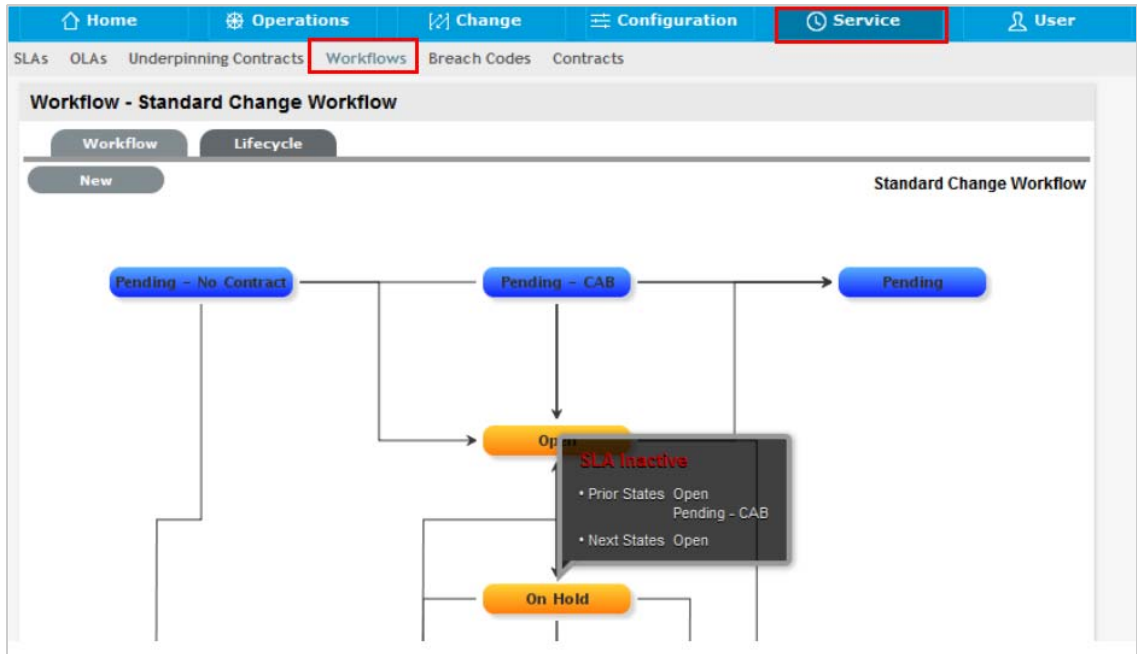 Home Operations Change Configuration Service User
SLAs OLAs Underpinning Contracts Workflows Breach Codes Contracts
Workflow - Standard Change Workflow
Workflow Lifecycle
New
Standard Change Workflow
Pending - No Contract Pending - CAB Pending
Open
SLA Inactive
• Prior States Open
Pending - CAB
• Next States Open
On Hold